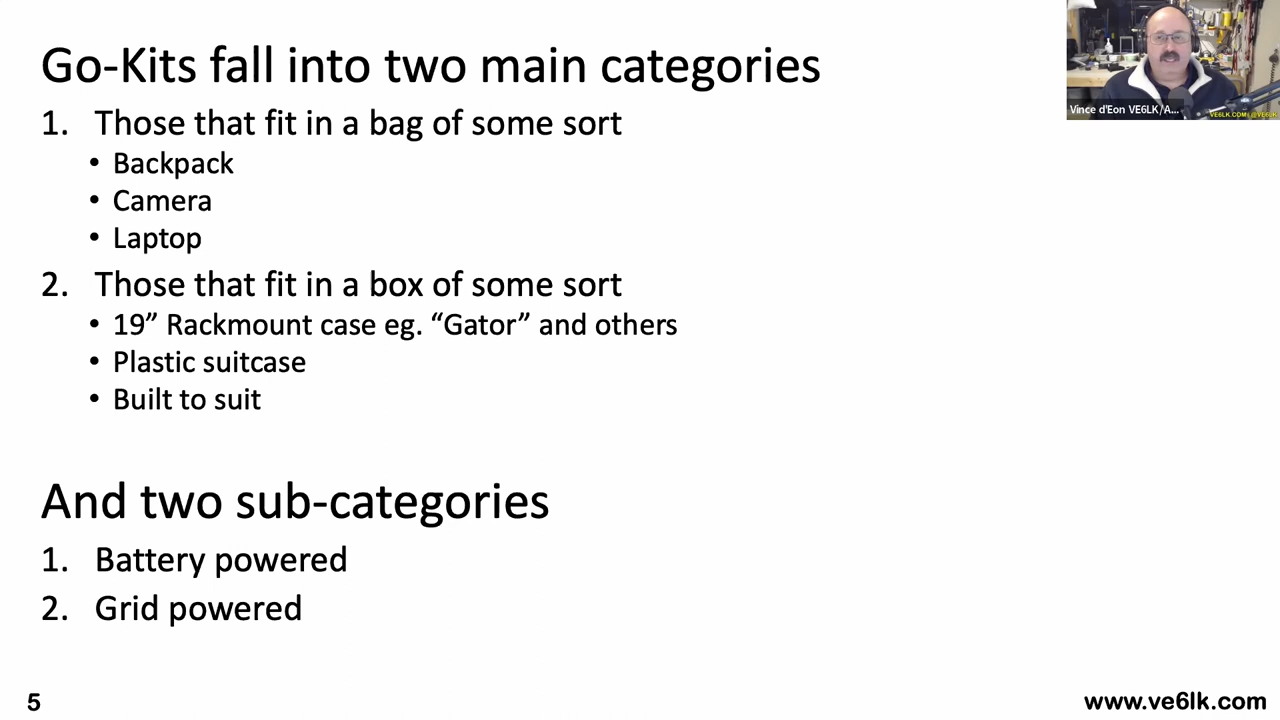 Go-Kits fall into two main categories
1. Those that fit in a bag of some sort
• Backpack
• Camera
• Laptop
2. Those that fit in a box of some sort
• 19” Rackmount case eg. “Gator” and others
• Plastic suitcase
• Built to suit
And two sub-categories
1. Battery powered
2. Grid powered
5
www.ve6lk.com
Vince d'Eon VE6LK/A...
VE6LK.COM | @VE6LK